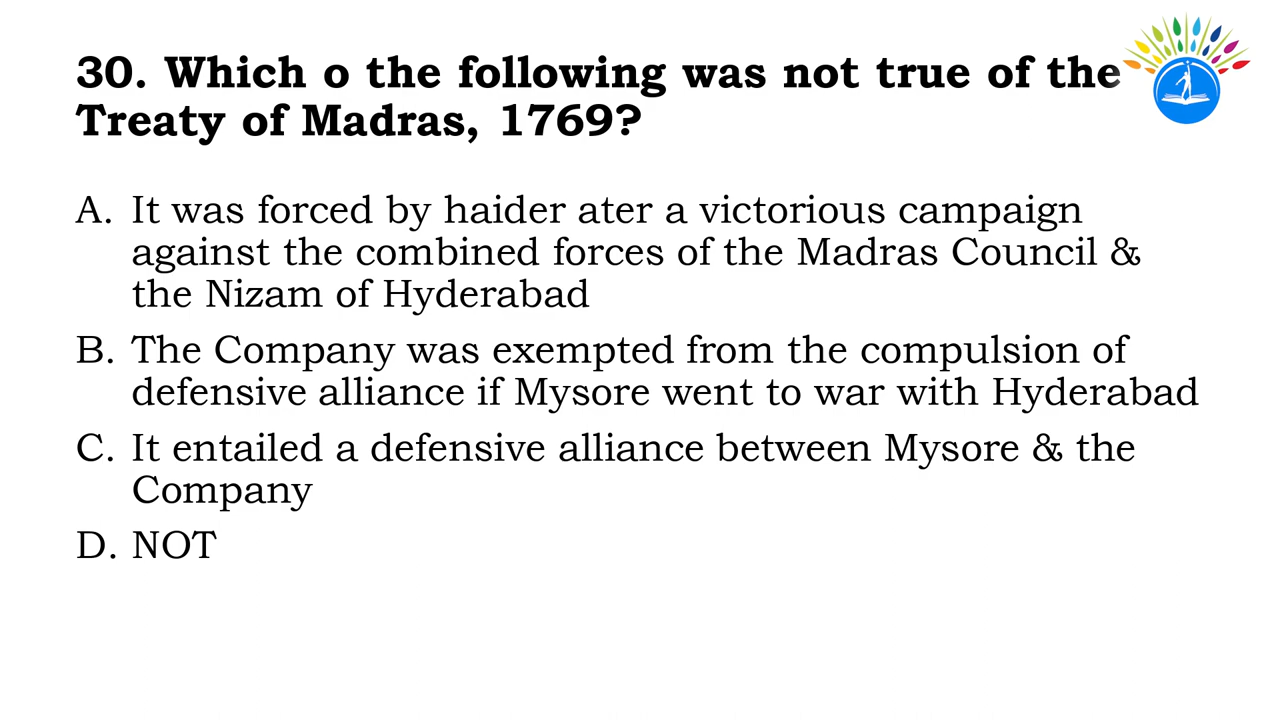 30. Which o the following was not true of the
Treaty of Madras, 1769?
A. It was forced by haider ater a victorious campaign
against the combined forces of the Madras Council &
the Nizam of Hyderabad
B. The Company was exempted from the compulsion of
defensive alliance if Mysore went to war with Hyderabad
C. It entailed a defensive alliance between Mysore & the
Company
D. NOT